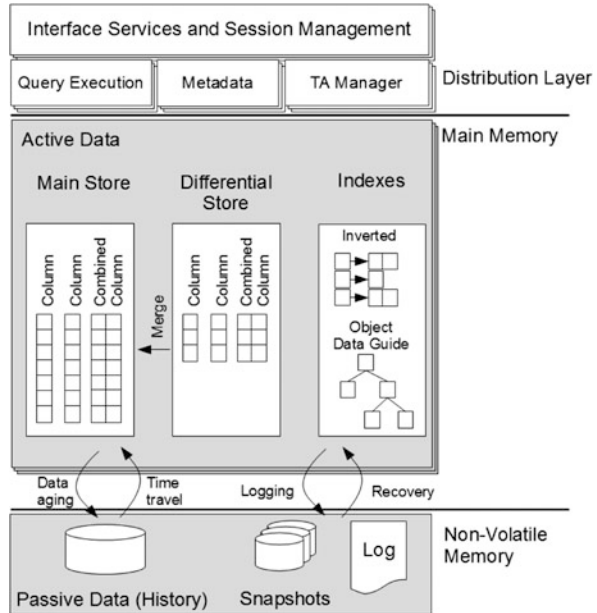 Interface Services and Session Management
Query Execution
Metadata
TA Manager
Distribution Layer
Main Memory
Active Data
Main Store
Differential
Store
Indexes
Column
Column
Combined
Column
Merge
Column
Column
Combined
Column
Inverted
Object
Data Guide
Data
aging
Time
travel
Logging
Recovery
Non-Volatile
Memory
Passive Data (History)
Snapshots
Log